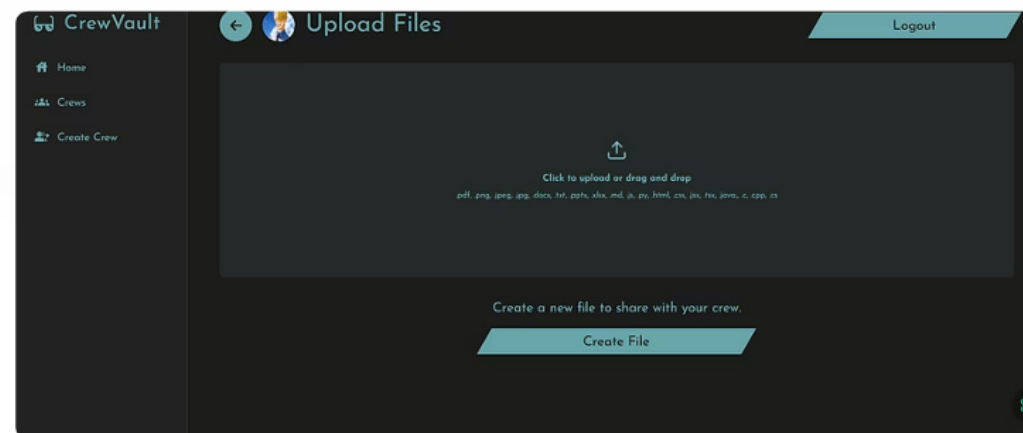 CrewVault
Upload Files
Logout
Home
Crews
Create Crew
Click to upload or drag and drop
pdf, png, jpeg, jpg, docx, txt, pptx, xlsx, md, js, py, html, css, jsx, tsx, java, c, cpp, cs
Create a new file to share with your crew.
Create File